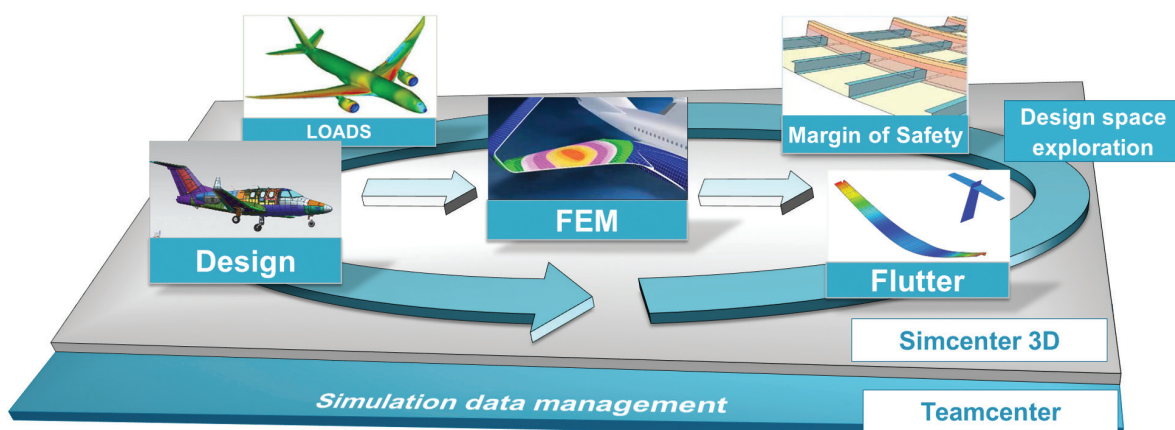 LOADS
Margin of Safety
Design space
exploration
Design
FEM
Flutter
Simcenter 3D
Simulation data management
Teamcenter